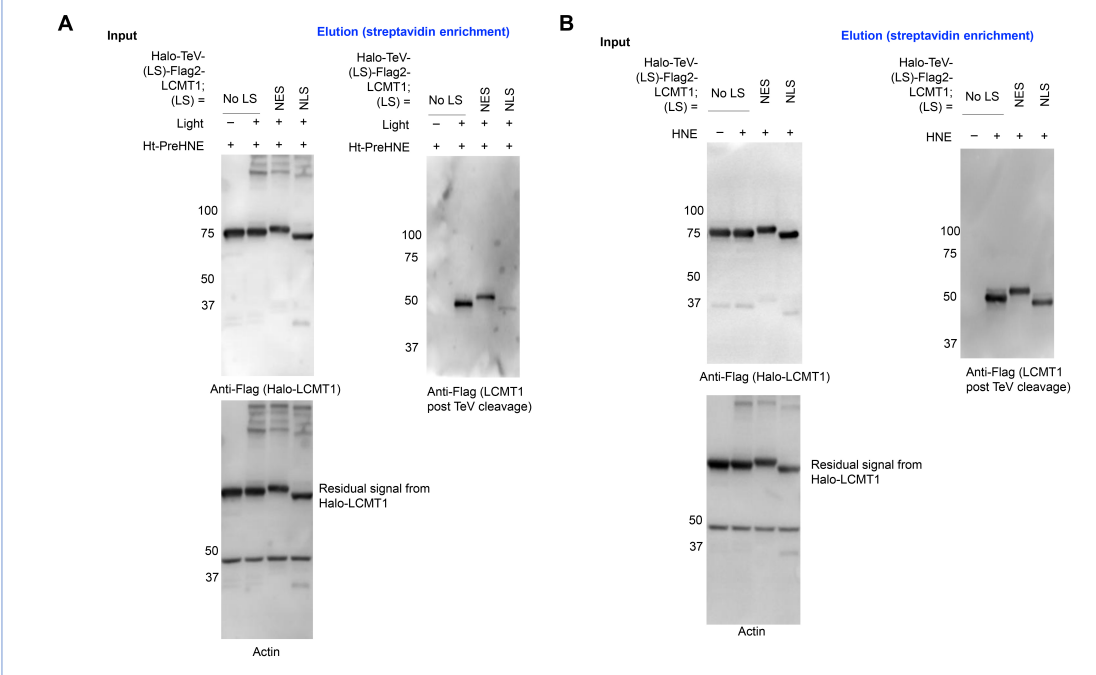 A
Input
Elution (streptavidin enrichment)
Halo-TeV-
(LS)-Flag2-
LCMT1;
(LS) =
No LS
NES
NLS
Light
– + + +
Ht-PreHNE
+ + + +
100
75
50
37
Anti-Flag (Halo-LCMT1)
Residual signal from
Halo-LCMT1
50
37
Actin
Halo-TeV-
(LS)-Flag2-
LCMT1;
(LS) =
No LS
NES
NLS
Light
– + + +
Ht-PreHNE
+ + + +
100
75
50
37
Anti-Flag (LCMT1
post TeV cleavage)
B
Input
Elution (streptavidin enrichment)
Halo-TeV-
(LS)-Flag2-
LCMT1;
(LS) =
No LS
NES
NLS
HNE
– + + +
100
75
50
37
Anti-Flag (Halo-LCMT1)
Residual signal from
Halo-LCMT1
50
37
Actin
Halo-TeV-
(LS)-Flag2-
LCMT1;
(LS) =
No LS
NES
NLS
HNE
– + + +
100
75
50
37
Anti-Flag (LCMT1
post TeV cleavage)